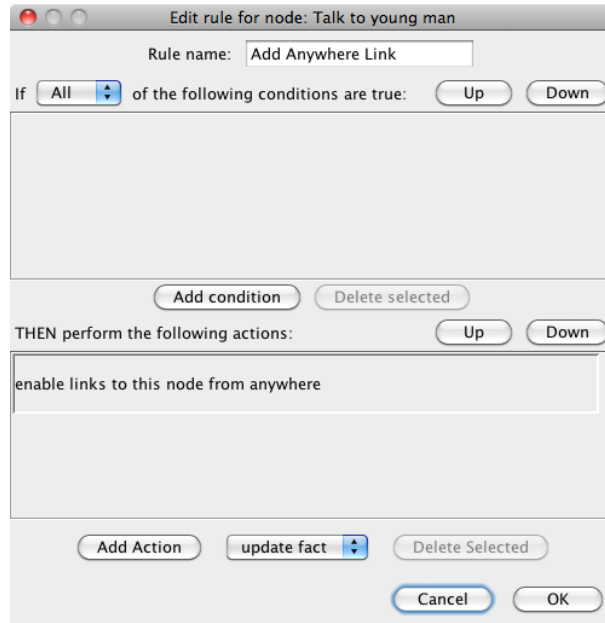 Edit rule for node: Talk to young man
Rule name: Add Anywhere Link
If All of the following conditions are true: Up Down
Add condition Delete selected
THEN perform the following actions: Up Down
enable links to this node from anywhere
Add Action update fact Delete Selected
Cancel OK